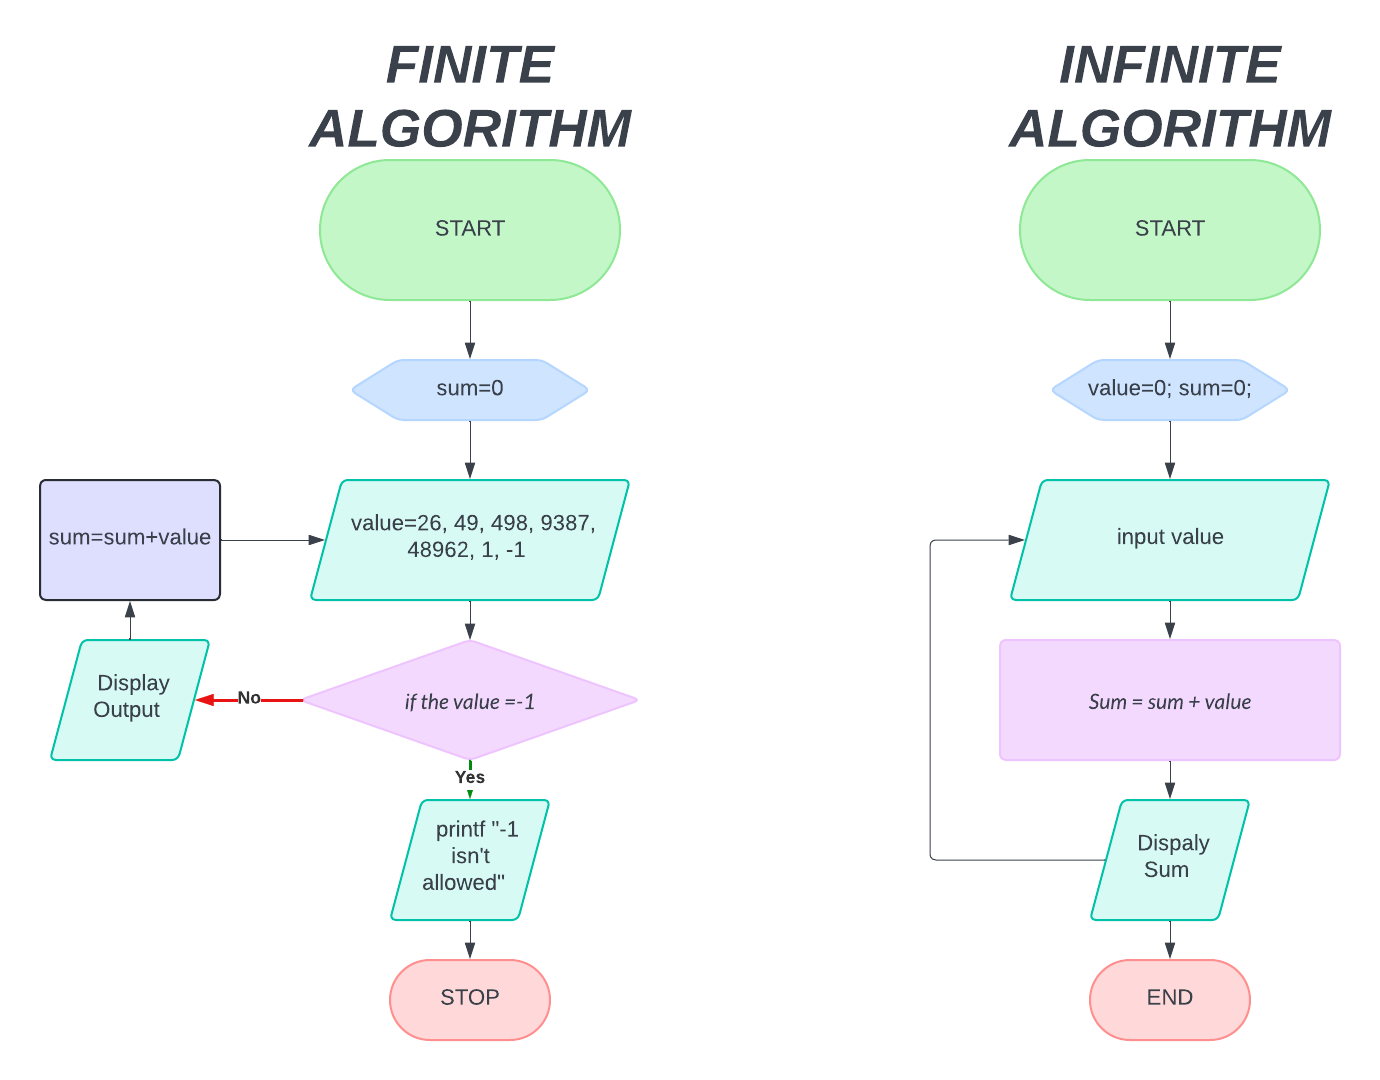 FINITE
ALGORITHM
START
sum=0
sum=sum+value
value=26, 49, 498, 9387,
48962, 1, -1
Display
Output
No
if the value =-1
Yes
printf "-1
isn't
allowed"
STOP
INFINITE
ALGORITHM
START
value=0; sum=0;
input value
Sum = sum + value
Dispaly
Sum
END